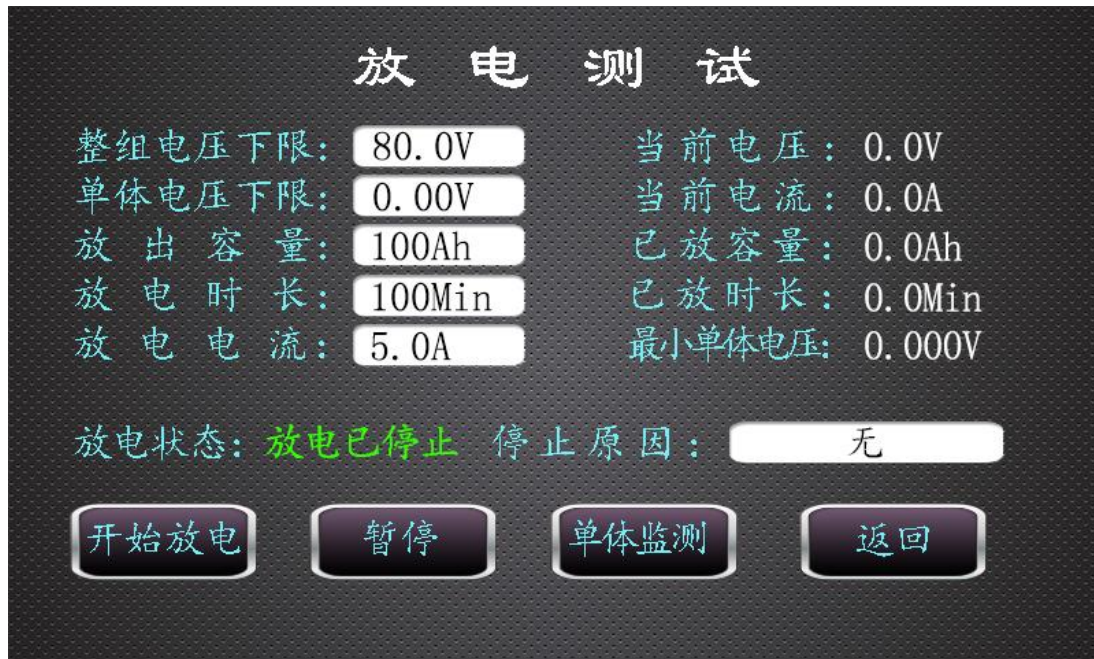 放电测试
整组电压下限: 80.0V 当前电压: 0.0V
单体电压下限: 0.00V 当前电流: 0.0A
放出容量: 100Ah 已放容量: 0.0Ah
放电时长: 100Min 已放时长: 0.0Min
放电电流: 5.0A 最小单体电压: 0.000V
放电状态: 放电已停止 停止原因: 无
开始放电 暂停 单体监测 返回